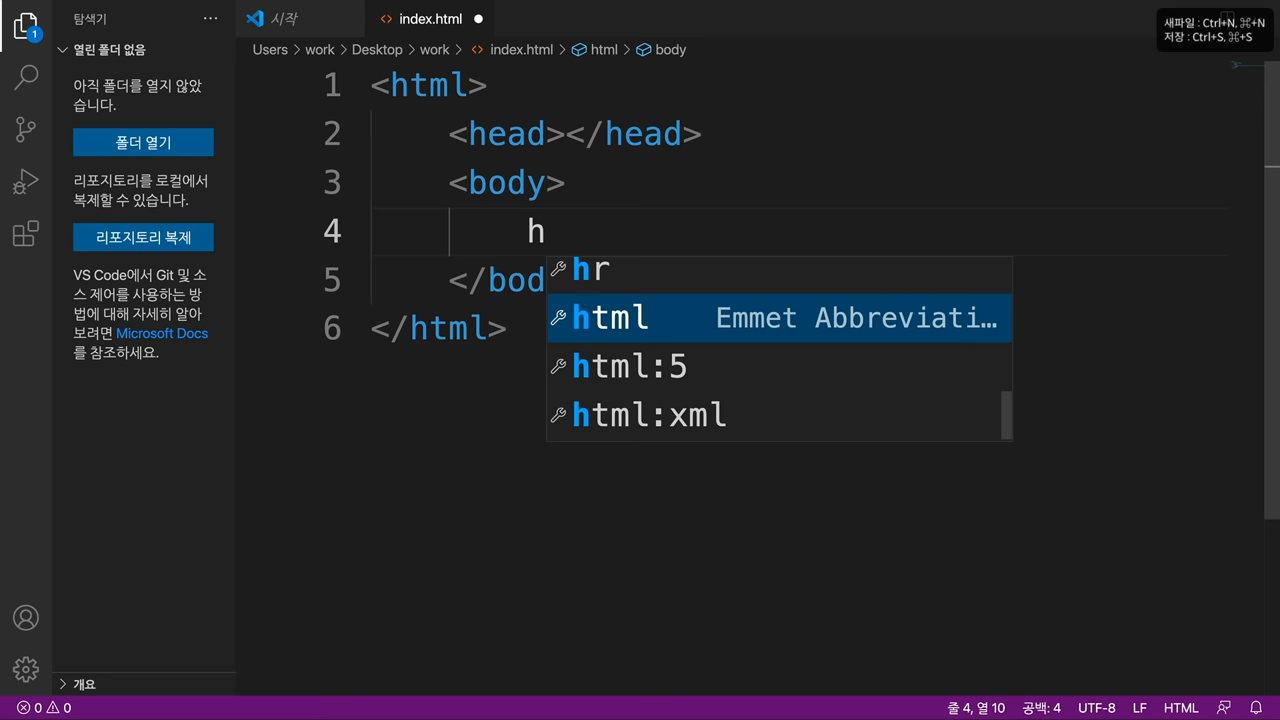 탐색기
시작
index.html
새파일 : Ctrl+N,⌘+N
저장 : Ctrl+S,⌘+S
열린 폴더 없음
Users > work > Desktop > work > index.html > html > body
1
아직 폴더를 열지 않았
습니다.
폴더 열기
리포지토리를 로컬에서
복제할 수 있습니다.
리포지토리 복제
VS Code에서 Git 및 소
스 제어를 사용하는 방
법에 대해 자세히 알아
보려면 Microsoft Docs
를 참조하세요.
개요
1 <html>
2 <head></head>
3 <body>
4 h
5 </bod
6 </html>
hr
html Emmet Abbreviati…
html:5
html:xml
0 0
줄 4, 열 10 공백: 4 UTF-8 LF HTML